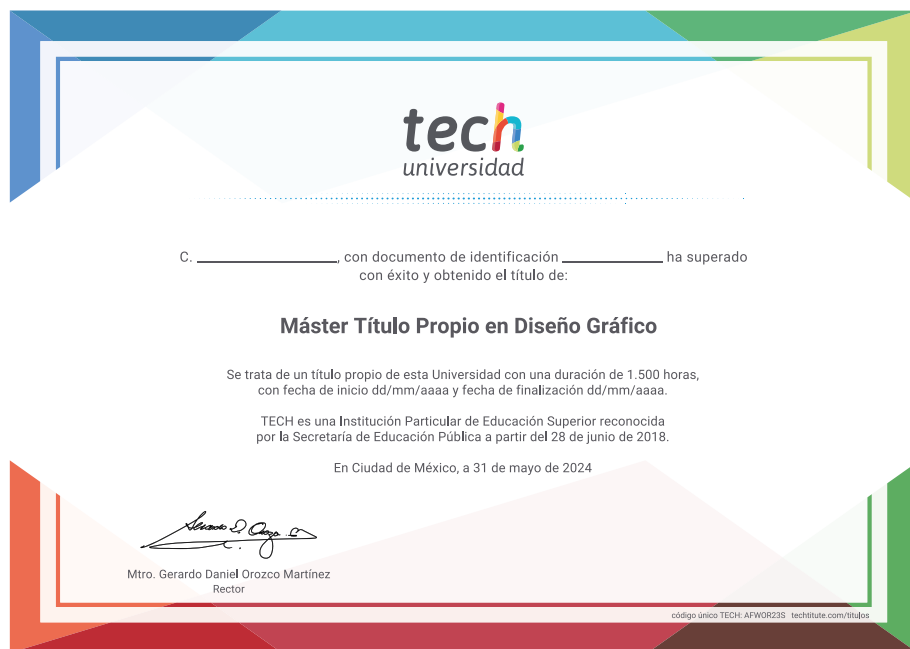 tech
universidad
C. ____________, con documento de identificación ____________ ha superado
con éxito y obtenido el título de:
Máster Título Propio en Diseño Gráfico
Se trata de un título propio de esta Universidad con una duración de 1.500 horas,
con fecha de inicio dd/mm/aaaa y fecha de finalización dd/mm/aaaa.
TECH es una Institución Particular de Educación Superior reconocida
por la Secretaría de Educación Pública a partir del 28 de junio de 2018.
En Ciudad de México, a 31 de mayo de 2024
Mtro. Gerardo Daniel Orozco Martínez
Rector
código único TECH: AFWOR23S techtitute.com/titulos